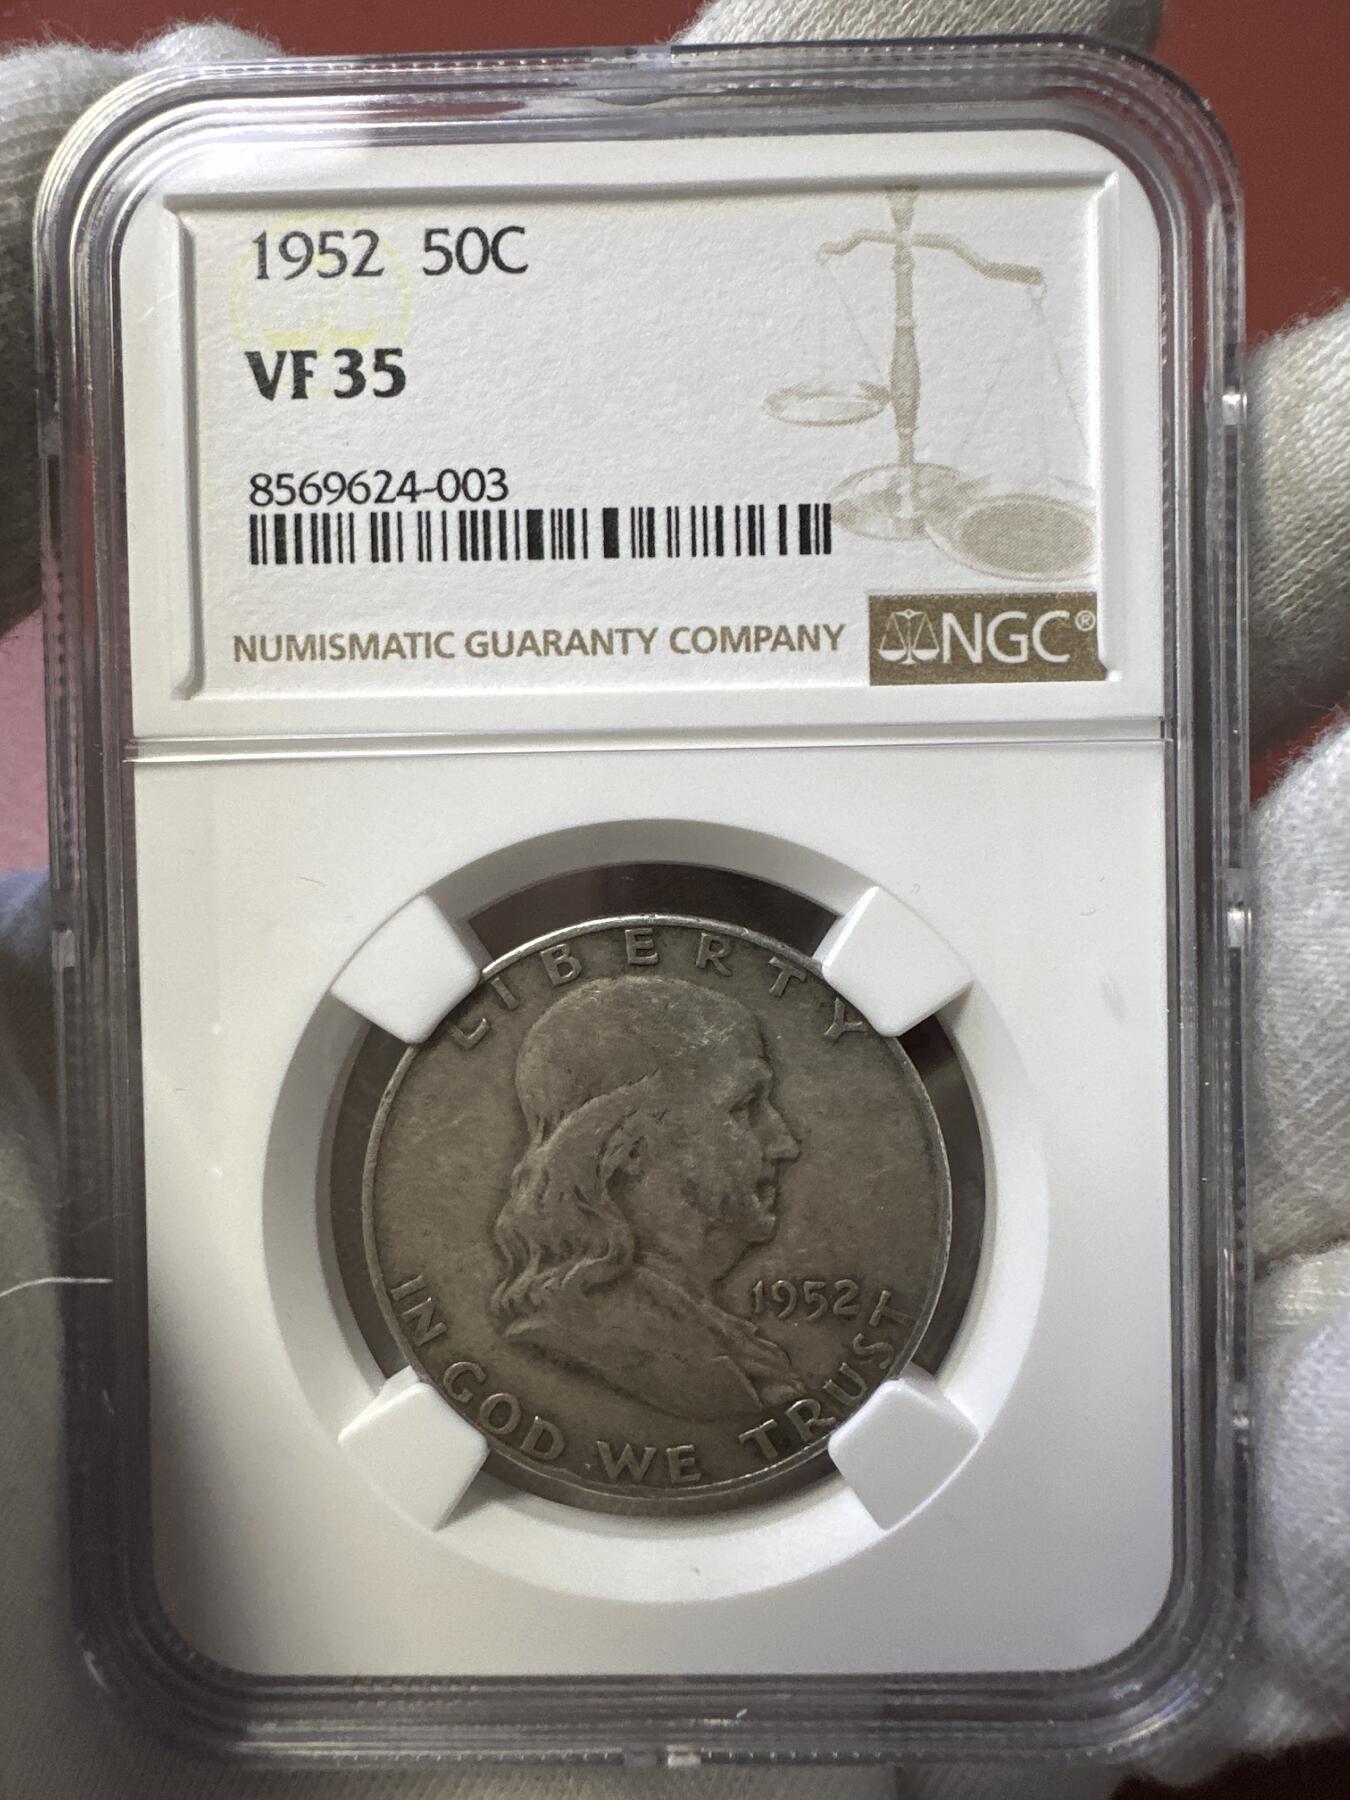 1952 50C
VF 35
8569624-003
NUMISMATIC GUARANTY COMPANY
NGC®
LIBERTY
1952
IN GOD WE TRUST